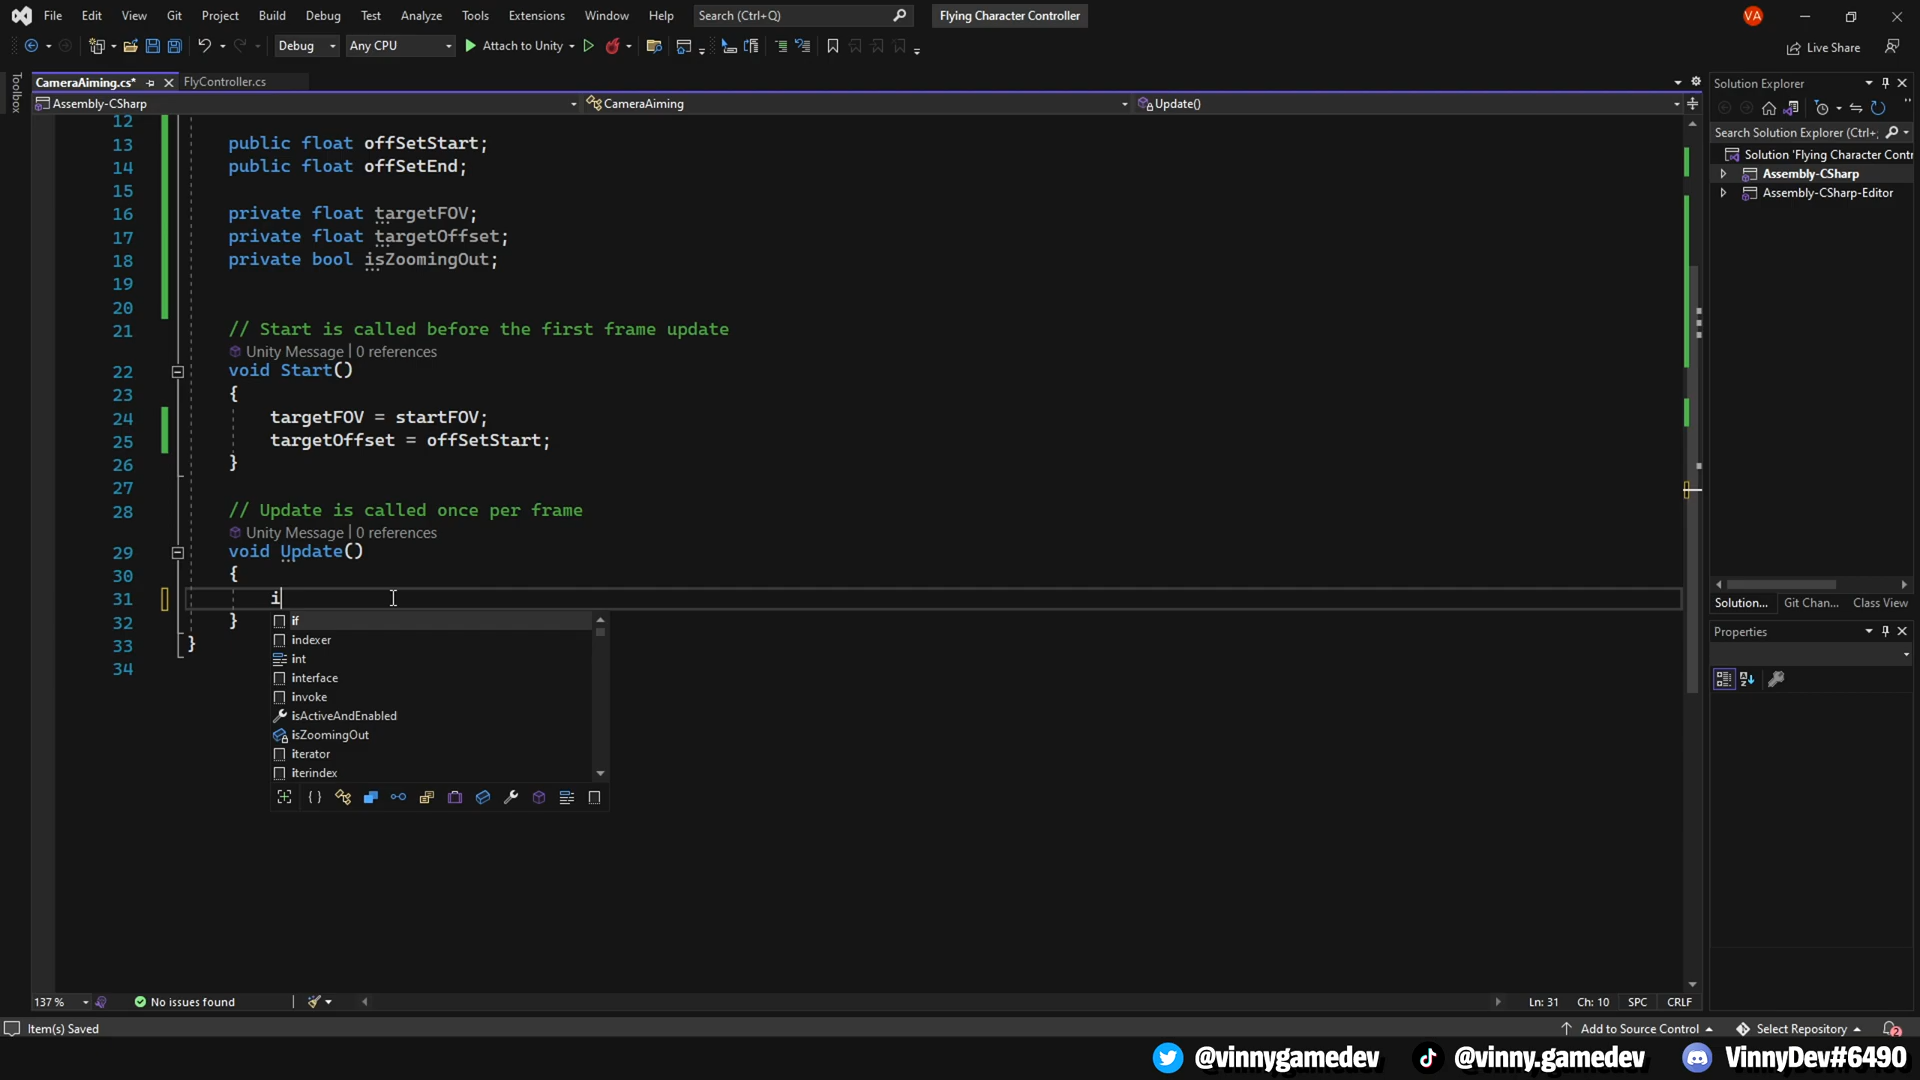 File Edit View Git Project Build Debug Test Analyze Tools Extensions Window Help Search (Ctrl+Q) Flying Character Controller VA
Debug Any CPU Attach to Unity Live Share
Toolbox
CameraAiming.cs* FlyController.cs
Assembly-CSharp CameraAiming Update()
12
13 public float offSetStart;
14 public float offSetEnd;
15
16 private float targetFOV;
17 private float targetOffset;
18 private bool isZoomingOut;
19
20
21 // Start is called before the first frame update
Unity Message | 0 references
22 void Start()
23 {
24 targetFOV = startFOV;
25 targetOffset = offSetStart;
26 }
27
28 // Update is called once per frame
Unity Message | 0 references
29 void Update()
30 {
31 i
32 }
33 }
34
if
indexer
int
interface
invoke
isActiveAndEnabled
isZoomingOut
iterator
iterindex
Solution Explorer
Search Solution Explorer (Ctrl+;
Solution 'Flying Character Contr
Assembly-CSharp
Assembly-CSharp-Editor
Solution... Git Chan... Class View
Properties
137 % No issues found Ln: 31 Ch: 10 SPC CRLF
Item(s) Saved Add to Source Control Select Repository 2
@vinnygamedev @vinny.gamedev VinnyDev#6490